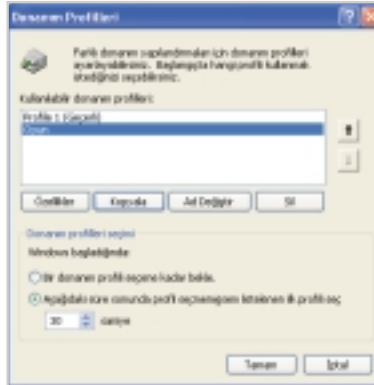 Donanım Profilleri
Farklı donanım yapılandırmaları için donanım profilleri
ayarlayabilirsiniz. Başlangıçta hangi profili kullanmak
istediğinizi seçebilirsiniz.
Kullanılabilir donanım profilleri:
Profile 1 (Geçerli)
Oyun
Özellikler
Kopyala
Ad Değiştir
Sil
Donanım profilleri seçimi
Windows başladığında:
Bir donanım profili seçene kadar bekle.
Aşağıdaki süre sonunda profil seçmemişsem listelenen ilk profili seç
30
saniye
Tamam
İptal